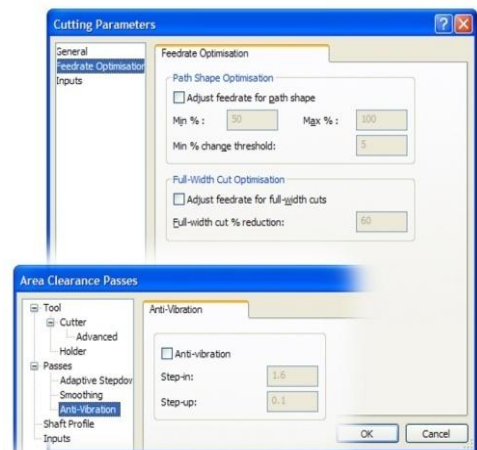 Cutting Parameters
General
Feedrate Optimisation
Inputs
Feedrate Optimisation
Path Shape Optimisation
Adjust feedrate for path shape
Min % : 50 Max % : 100
Min % change threshold: 5
Full-Width Cut Optimisation
Adjust feedrate for full-width cuts
Full-width cut % reduction: 60
Area Clearance Passes
Tool
Cutter
Advanced
Holder
Passes
Adaptive Stepdov
Smoothing
Anti-Vibration
Shaft Profile
Inputs
Anti-Vibration
Anti-vibration
Step-in: 1.6
Step-up: 0.1
OK Cancel